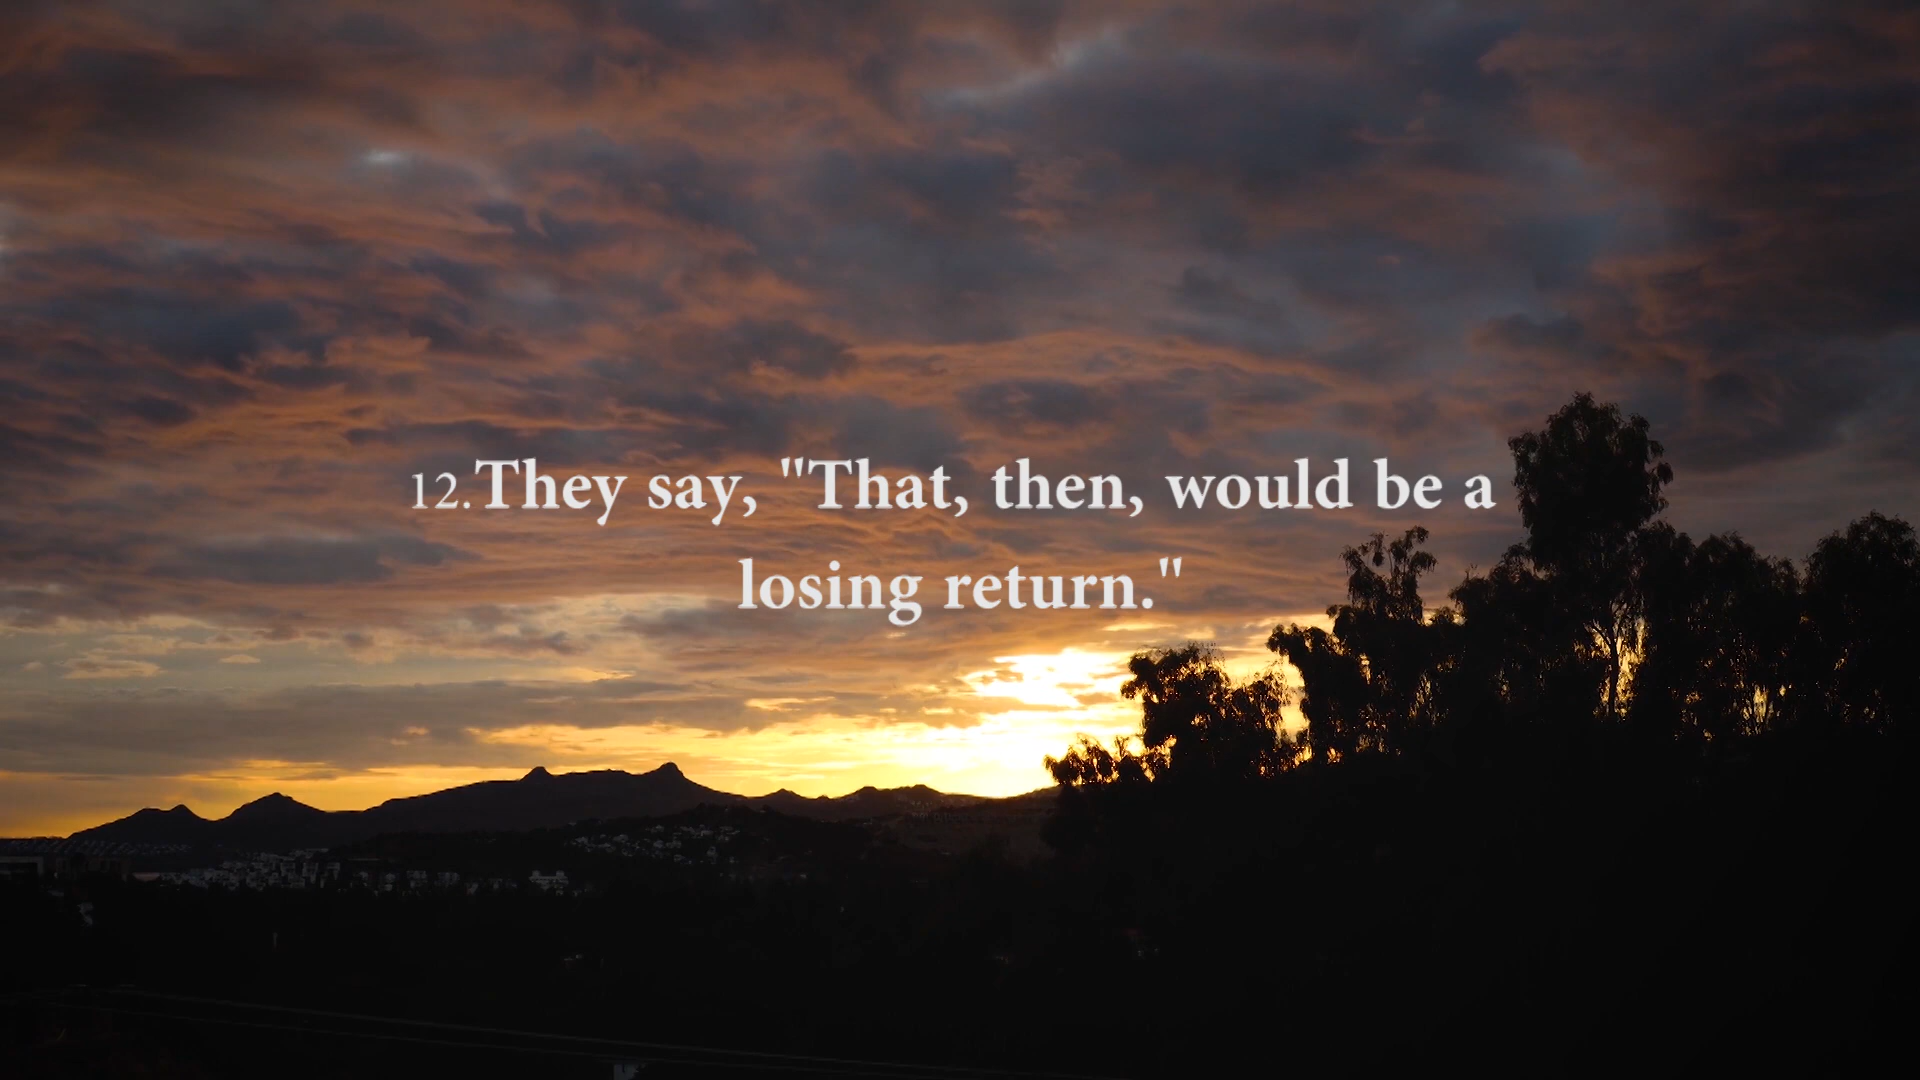 12.They say, "That, then, would be a
losing return."